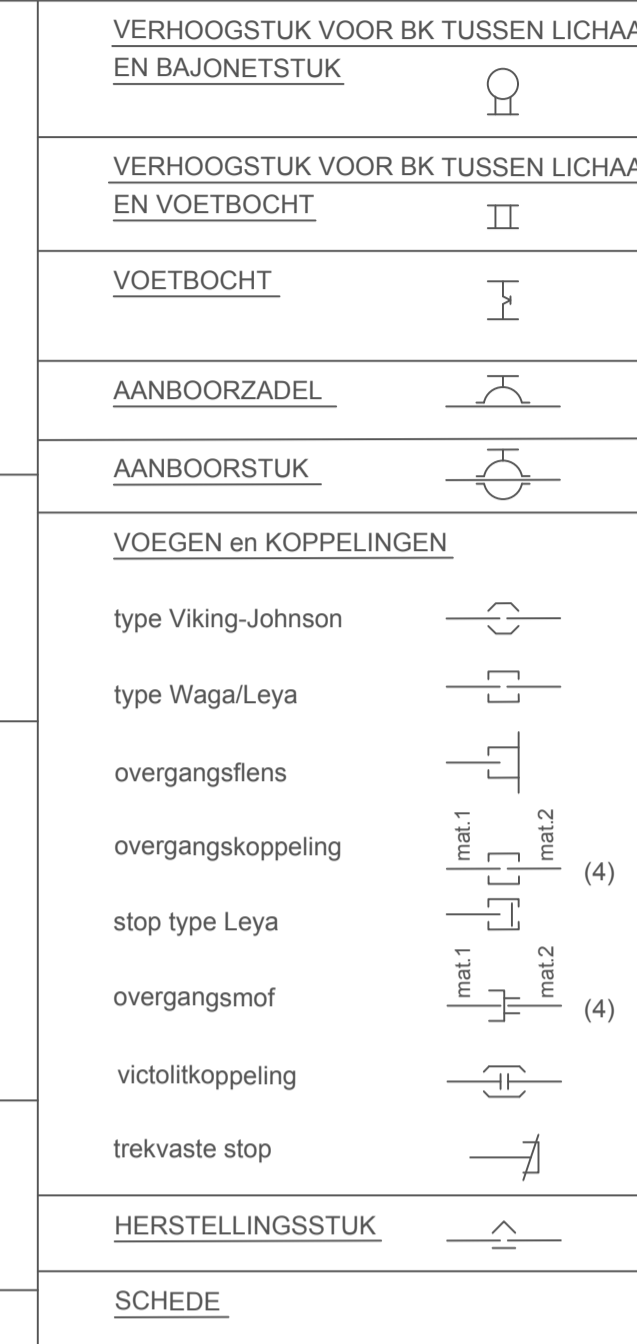 VERHOOGSTUK VOOR BK TUSSEN LICHAA
EN BAJONETSTUK
VERHOOGSTUK VOOR BK TUSSEN LICHAA
EN VOETBOCHT
VOETBOCHT
AANBOORZADEL
AANBOORSTUK
VOEGEN en KOPPELINGEN
type Viking-Johnson
type Waga/Leya
overgangsflens
overgangskoppeling mat.1 mat.2 (4)
stop type Leya
overgangsmof mat.1 mat.2 (4)
victolitkoppeling
trekvaste stop
HERSTELLINGSSTUK
SCHEDE